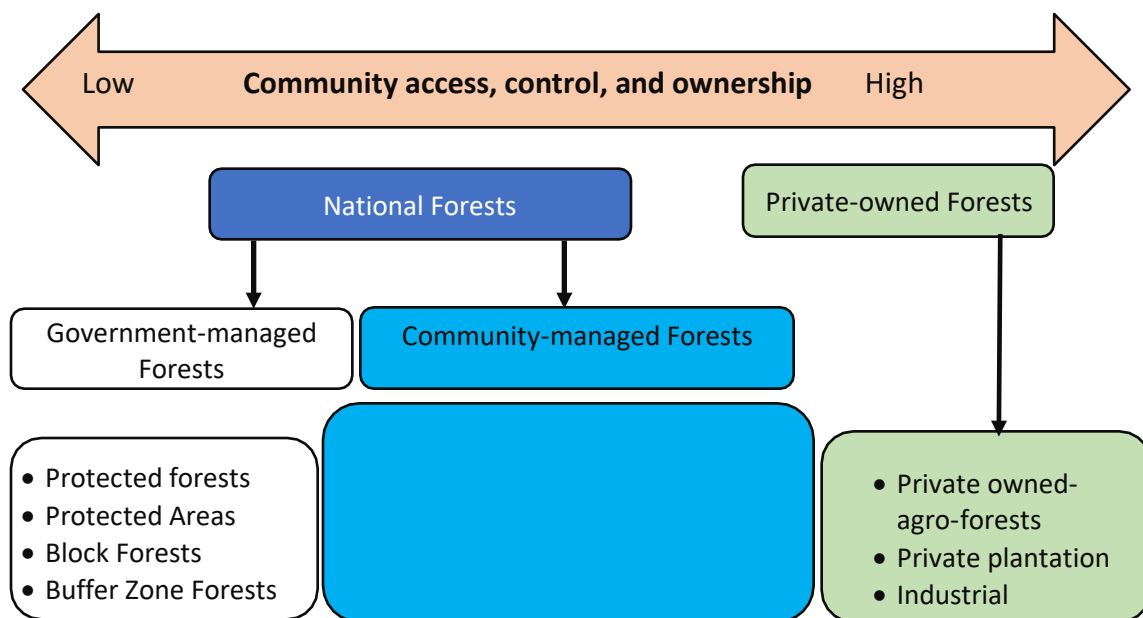 Low Community access, control, and ownership High
National Forests
Private-owned Forests
Government-managed
Forests
Community-managed Forests
• Protected forests
• Protected Areas
• Block Forests
• Buffer Zone Forests
• Private owned-
agro-forests
• Private plantation
• Industrial